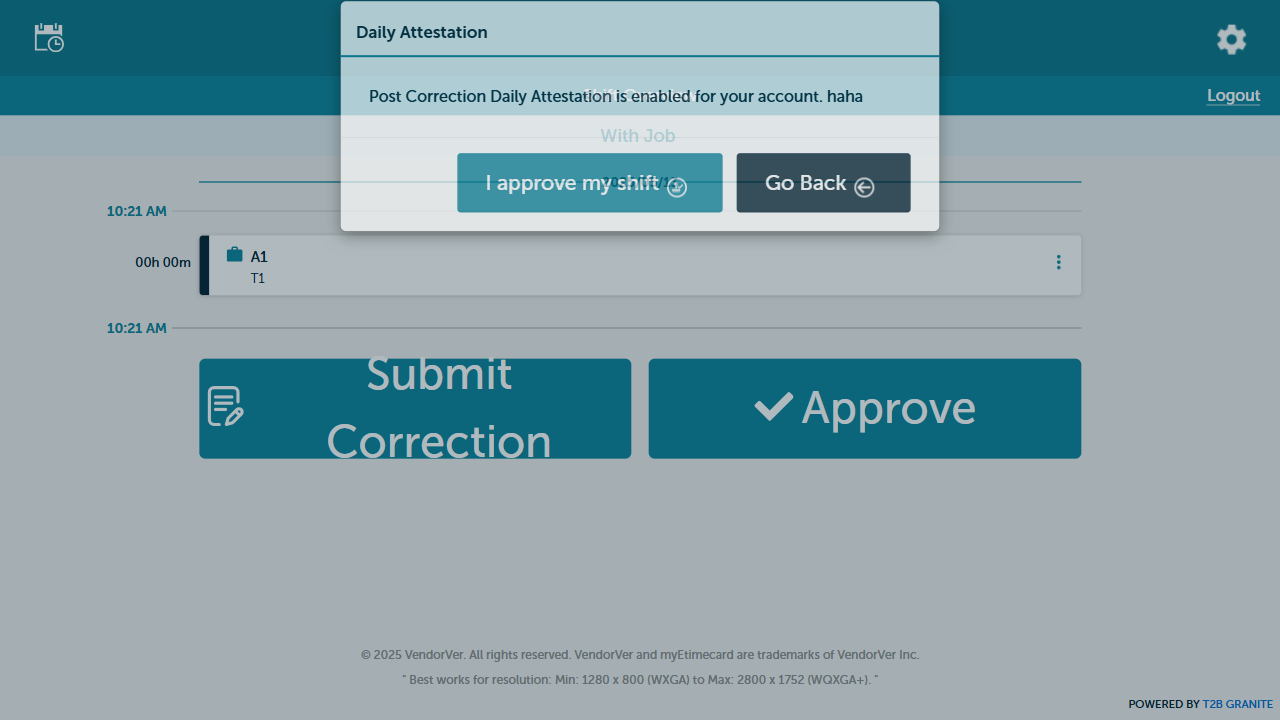 Daily Attestation
Post Correction Daily Attestation is enabled for your account. haha
Logout
With Job
I approve my shift
Go Back
10:21 AM
00h 00m
A1
T1
10:21 AM
Submit
Correction
Approve
© 2025 VendorVer. All rights reserved. VendorVer and myEtimecard are trademarks of VendorVer Inc.
" Best works for resolution: Min: 1280 x 800 (WXGA) to Max: 2800 x 1752 (WQXGA+). "
POWERED BY T2B GRANITE